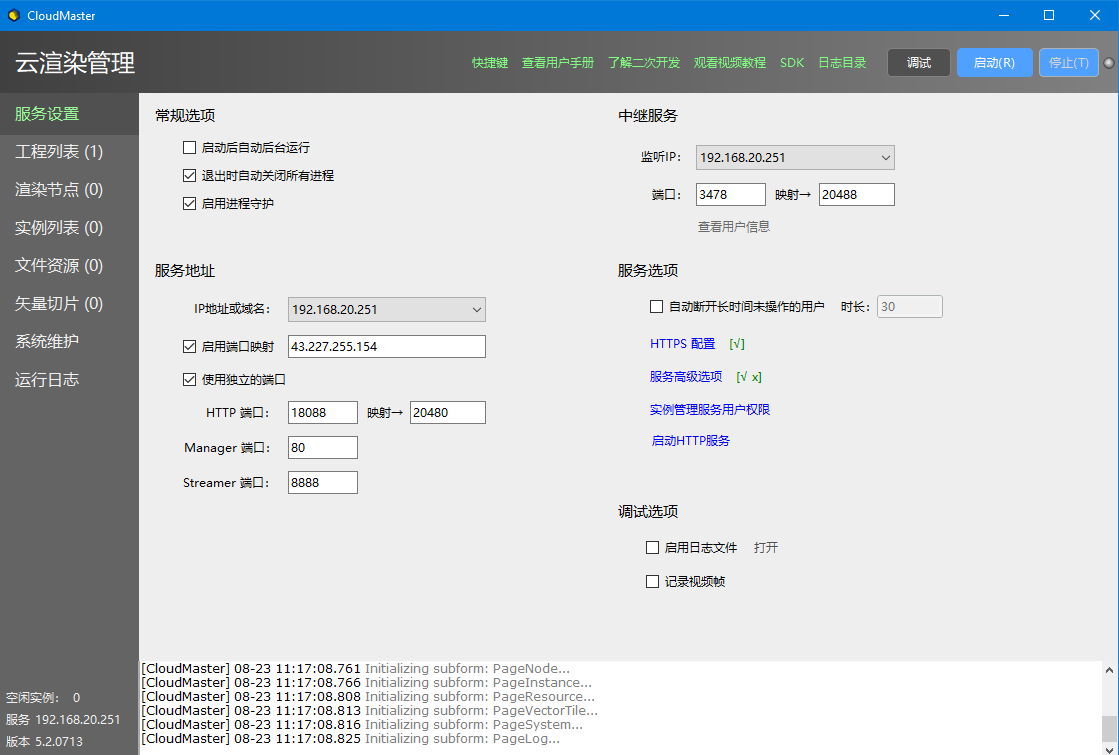 CloudMaster
云渲染管理
快捷键 查看用户手册 了解二次开发 观看视频教程 SDK 日志目录 调试 启动(R) 停止(T)
服务设置
工程列表 (1)
渲染节点 (0)
实例列表 (0)
文件资源 (0)
矢量切片 (0)
系统维护
运行日志
空闲实例: 0
服务 192.168.20.251
版本 5.2.0713
常规选项
启动后自动后台运行
退出时自动关闭所有进程
启用进程守护
服务地址
IP地址或域名: 192.168.20.251
启用端口映射 43.227.255.154
使用独立的端口
HTTP 端口: 18088 映射→ 20480
Manager 端口: 80
Streamer 端口: 8888
中继服务
监听IP: 192.168.20.251
端口: 3478 映射→ 20488
查看用户信息
服务选项
自动断开长时间未操作的用户 时长: 30
HTTPS 配置 [√]
服务高级选项 [√ x]
实例管理服务用户权限
启动HTTP服务
调试选项
启用日志文件 打开
记录视频帧
[CloudMaster] 08-23 11:17:08.761 Initializing subform: PageNode...
[CloudMaster] 08-23 11:17:08.766 Initializing subform: PageInstance...
[CloudMaster] 08-23 11:17:08.808 Initializing subform: PageResource...
[CloudMaster] 08-23 11:17:08.813 Initializing subform: PageVectorTile...
[CloudMaster] 08-23 11:17:08.816 Initializing subform: PageSystem...
[CloudMaster] 08-23 11:17:08.825 Initializing subform: PageLog...